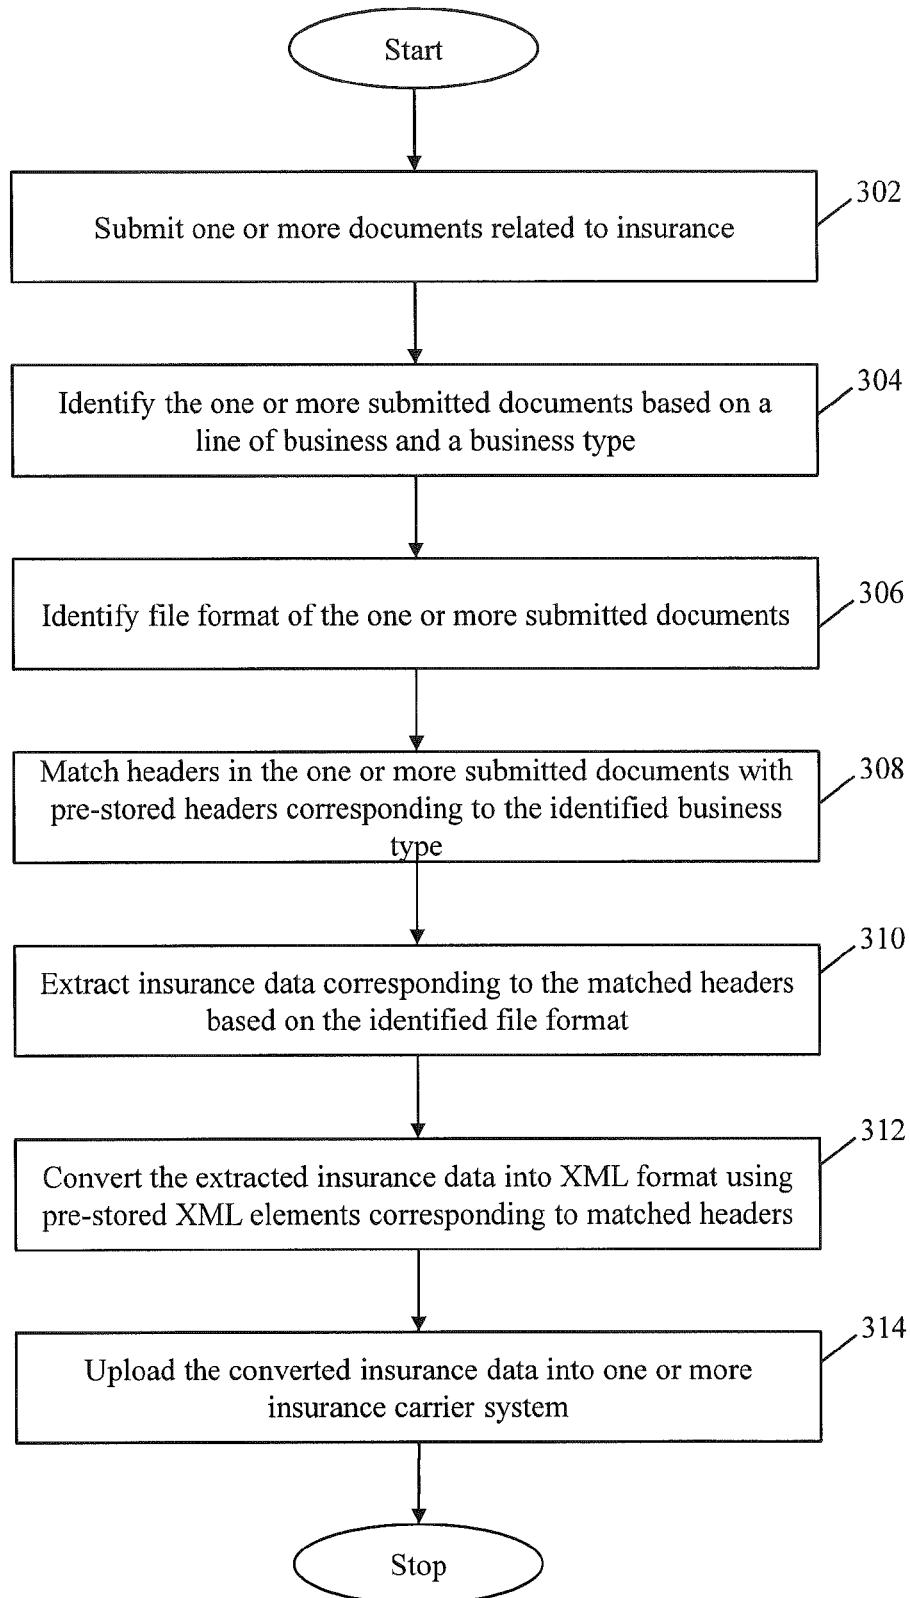 Start
302
Submit one or more documents related to insurance
304
Identify the one or more submitted documents based on a
line of business and a business type
306
Identify file format of the one or more submitted documents
308
Match headers in the one or more submitted documents with
pre-stored headers corresponding to the identified business
type
310
Extract insurance data corresponding to the matched headers
based on the identified file format
312
Convert the extracted insurance data into XML format using
pre-stored XML elements corresponding to matched headers
314
Upload the converted insurance data into one or more
insurance carrier system
Stop